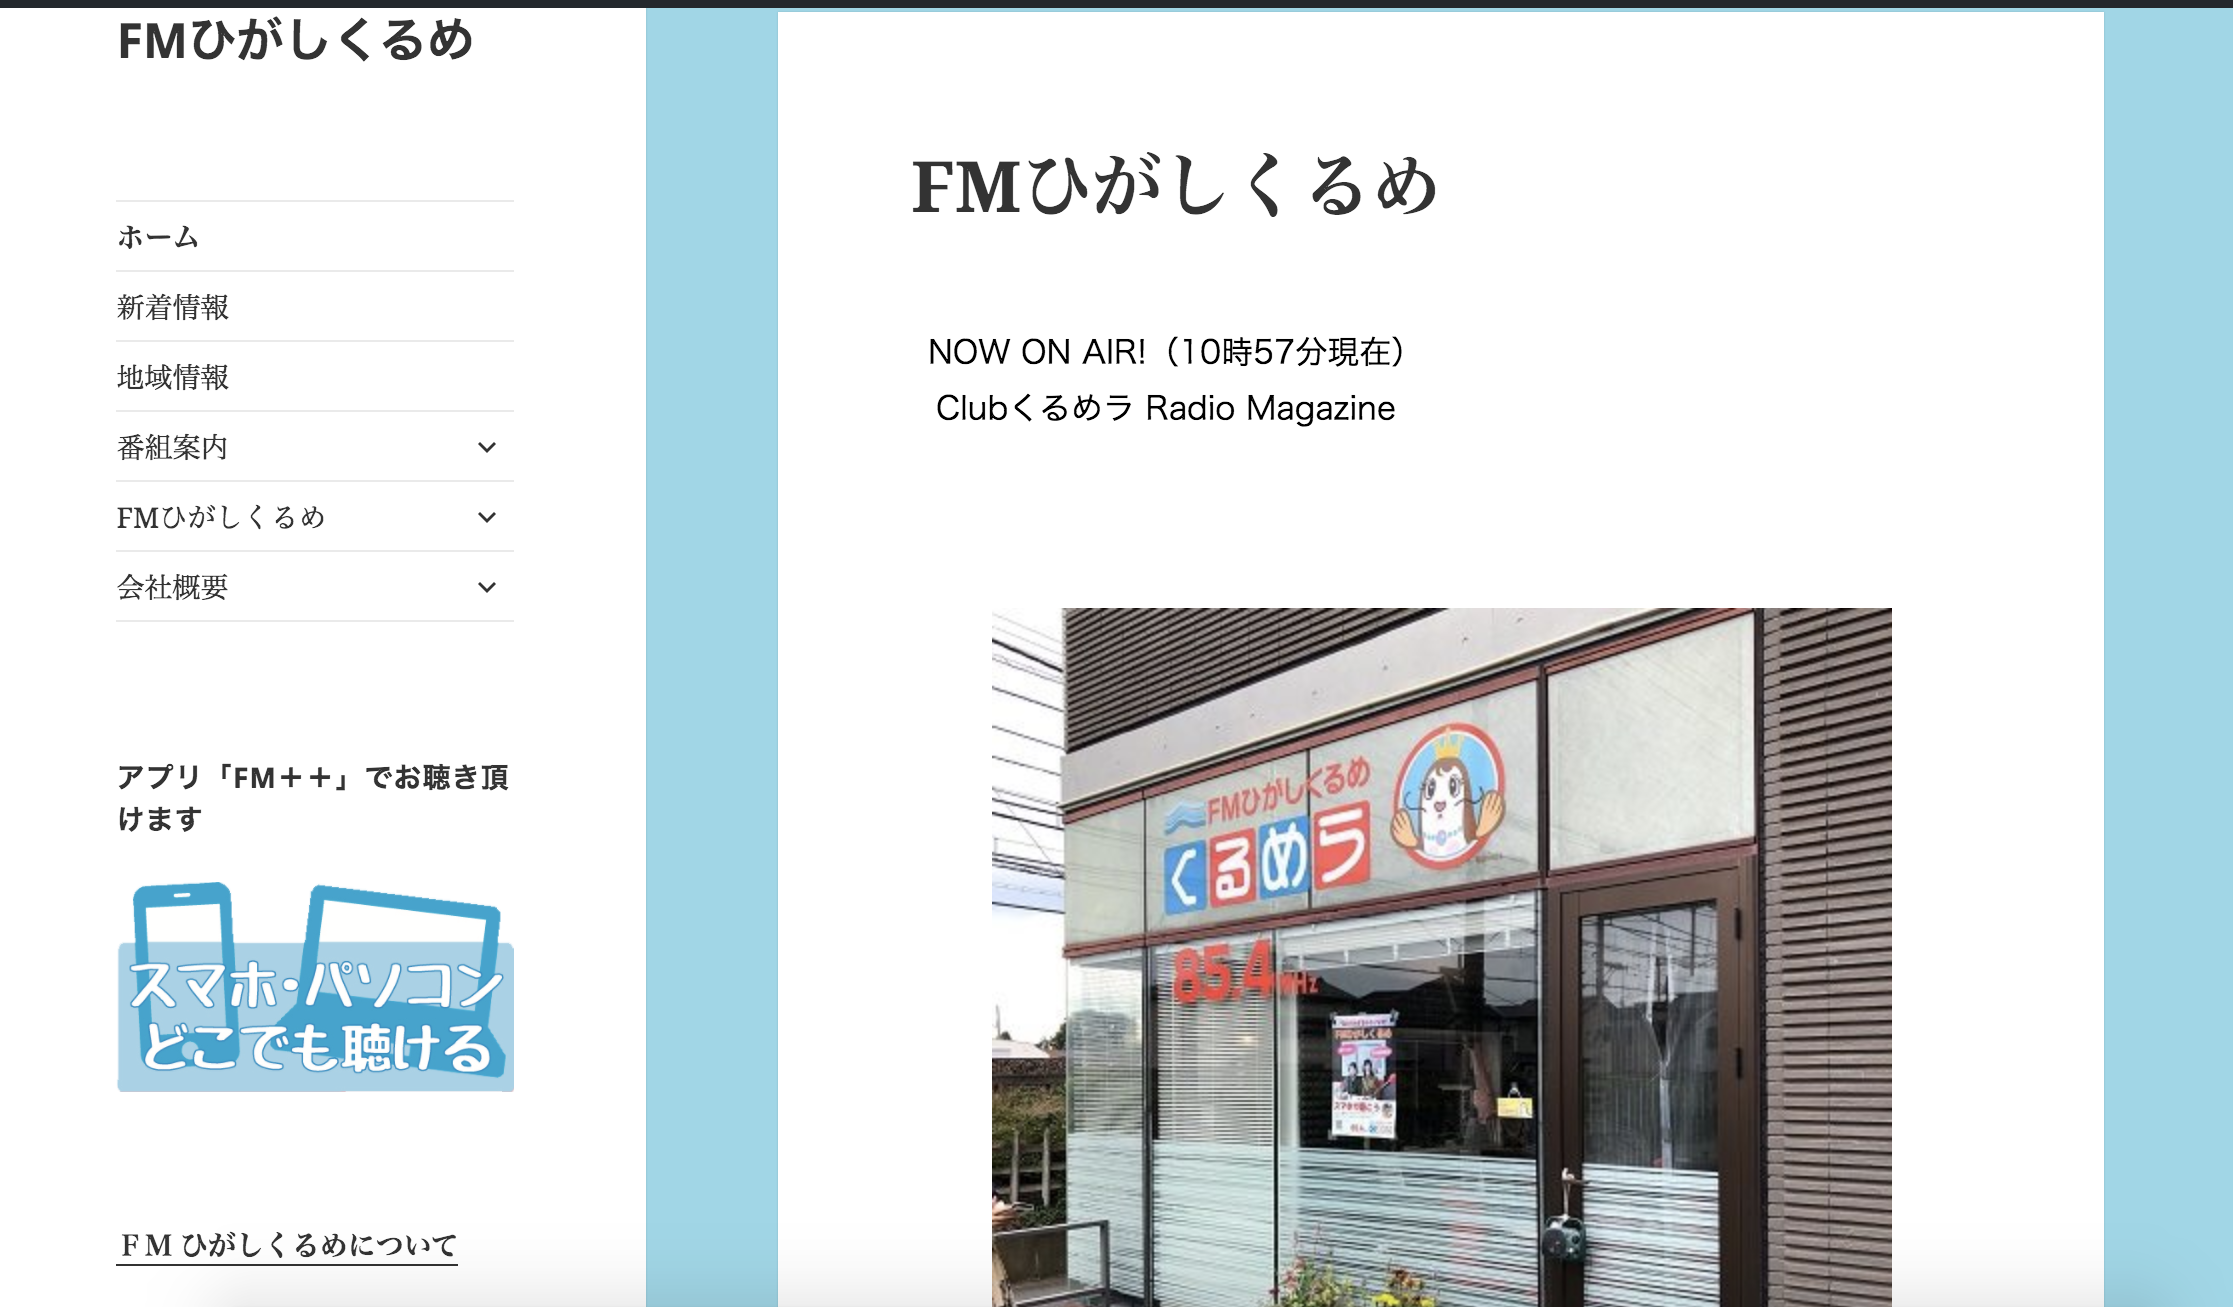 FMひがしくるめ
ホーム
新着情報
地域情報
番組案内
FMひがしくるめ
会社概要
アプリ「FM＋＋」でお聴き頂
けます
スマホ・パソコン
どこでも聴ける
ＦＭひがしくるめについて
FMひがしくるめ
NOW ON AIR!（10時57分現在）
Clubくるめラ Radio Magazine
FMひがしくるめ
くるめラ
85.4MHz